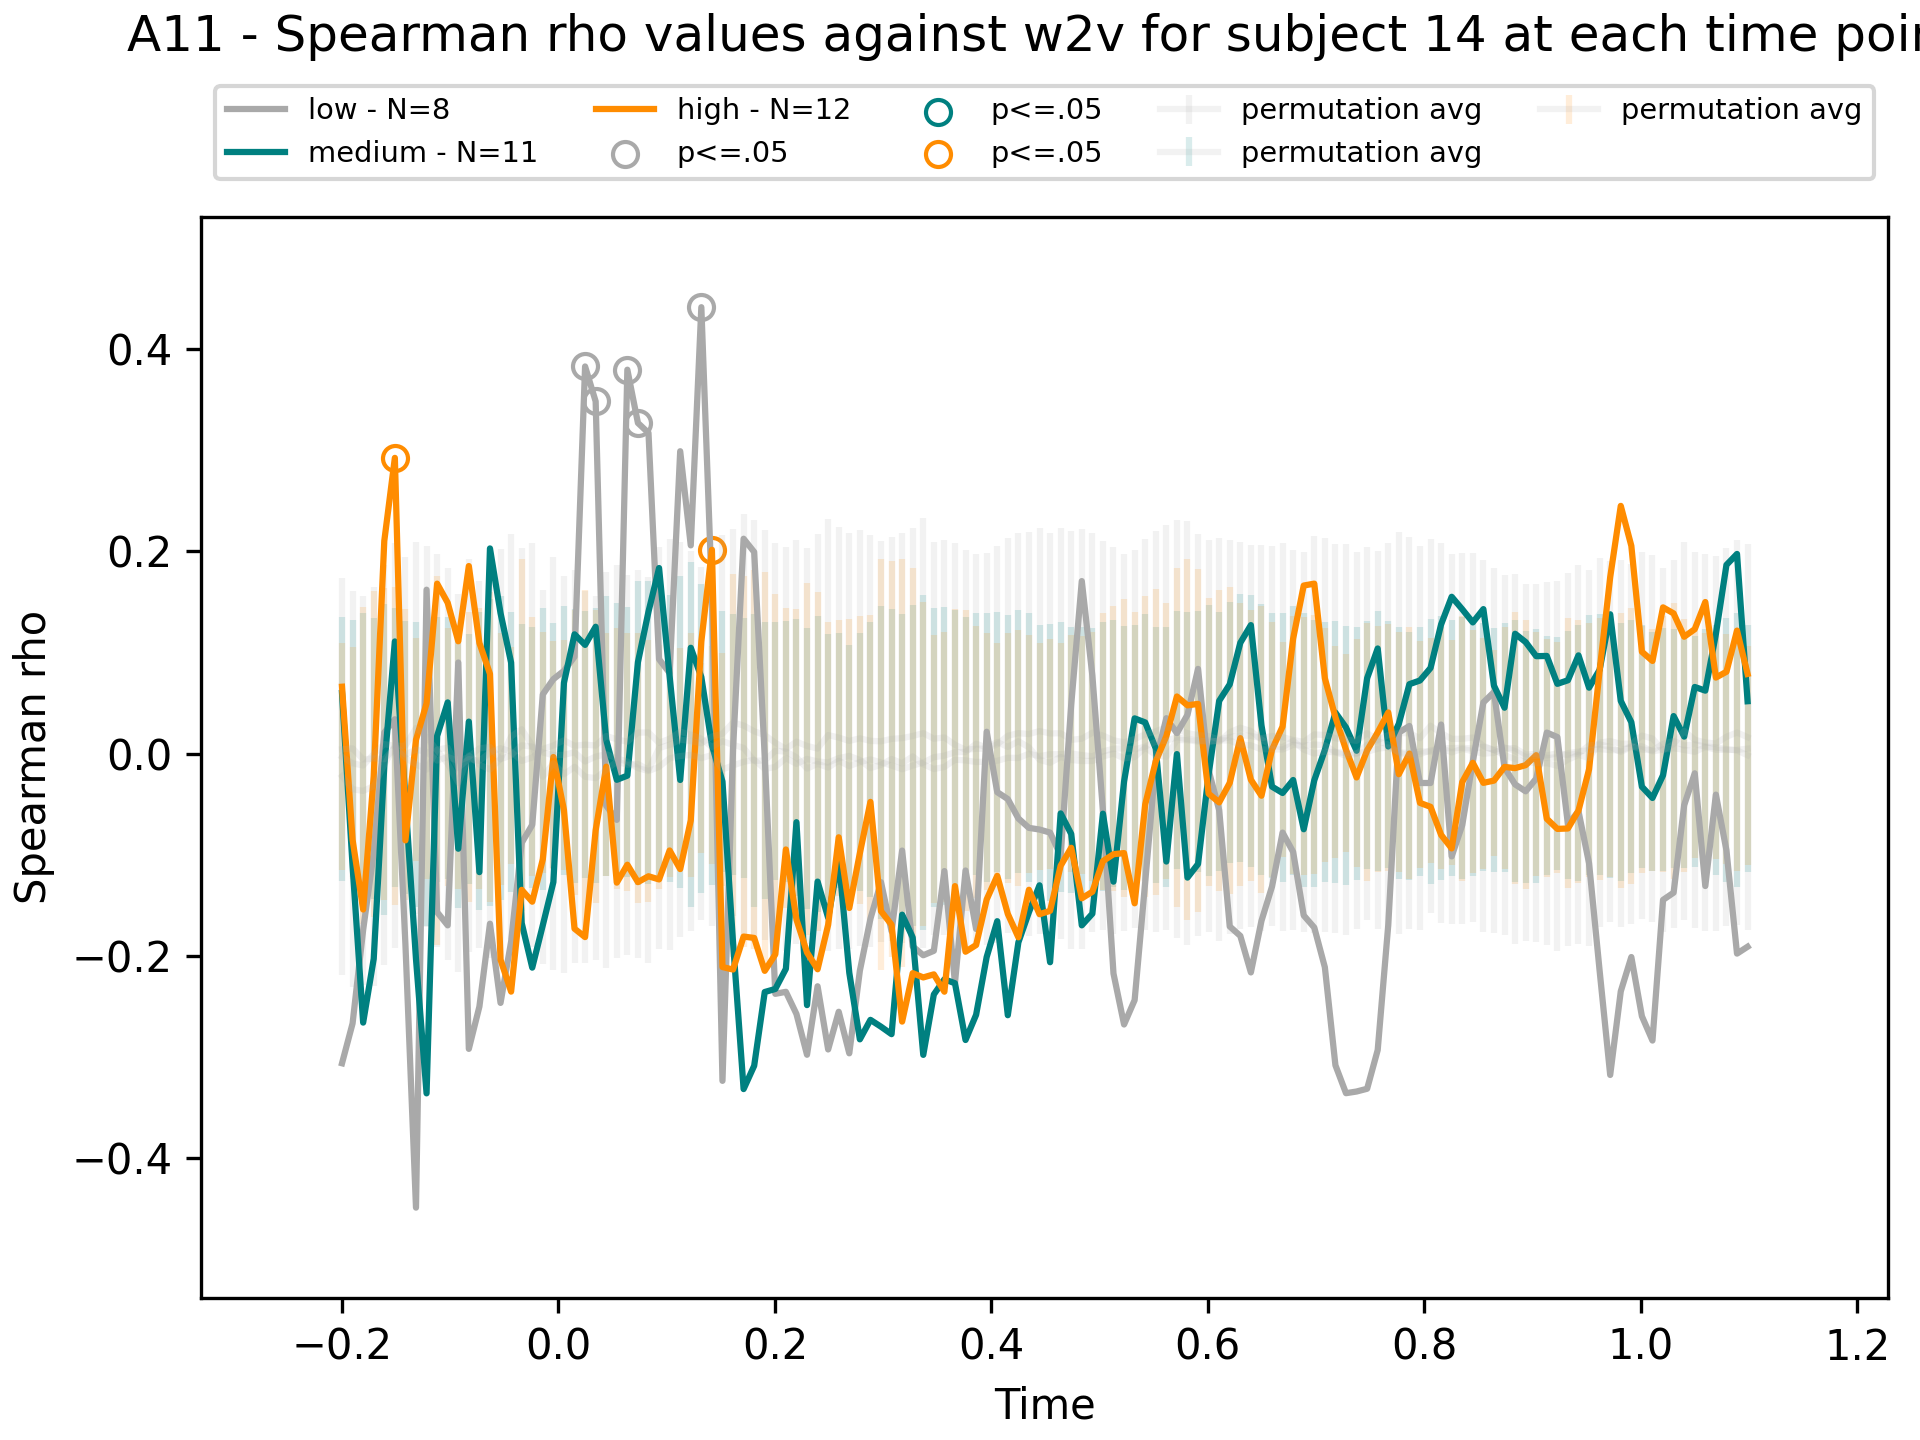 A11 - Spearman rho values against w2v for subject 14 at each time poi
low - N=8
medium - N=11
high - N=12
p<=.05
p<=.05
p<=.05
permutation avg
permutation avg
permutation avg
Spearman rho
0.4
0.2
0.0
−0.2
−0.4
−0.2
0.0
0.2
0.4
0.6
0.8
1.0
1.2
Time